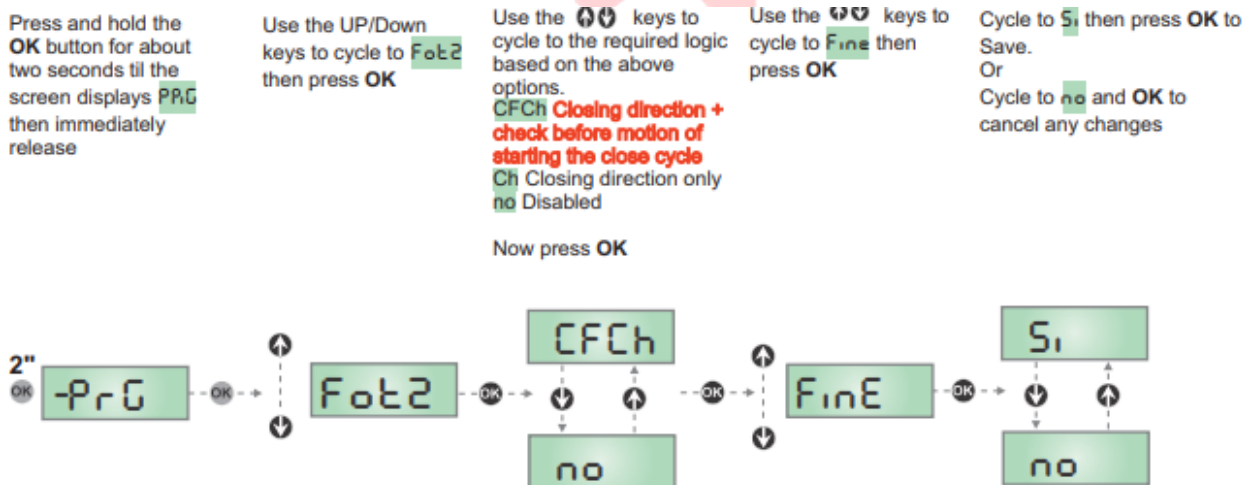 Press and hold the
OK button for about
two seconds til the
screen displays PRG
then immediately
release
Use the UP/Down
keys to cycle to Fot2
then press OK
Use the keys to
cycle to the required logic
based on the above
options.
CFCh Closing direction +
check before motion of
starting the close cycle
Ch Closing direction only
no Disabled
Now press OK
Use the keys to
cycle to Fine then
press OK
Cycle to Si then press OK to
Save.
Or
Cycle to no and OK to
cancel any changes
2"
OK
-PrG
OK
Fot2
OK
CFCh
no
OK
FinE
OK
Si
no